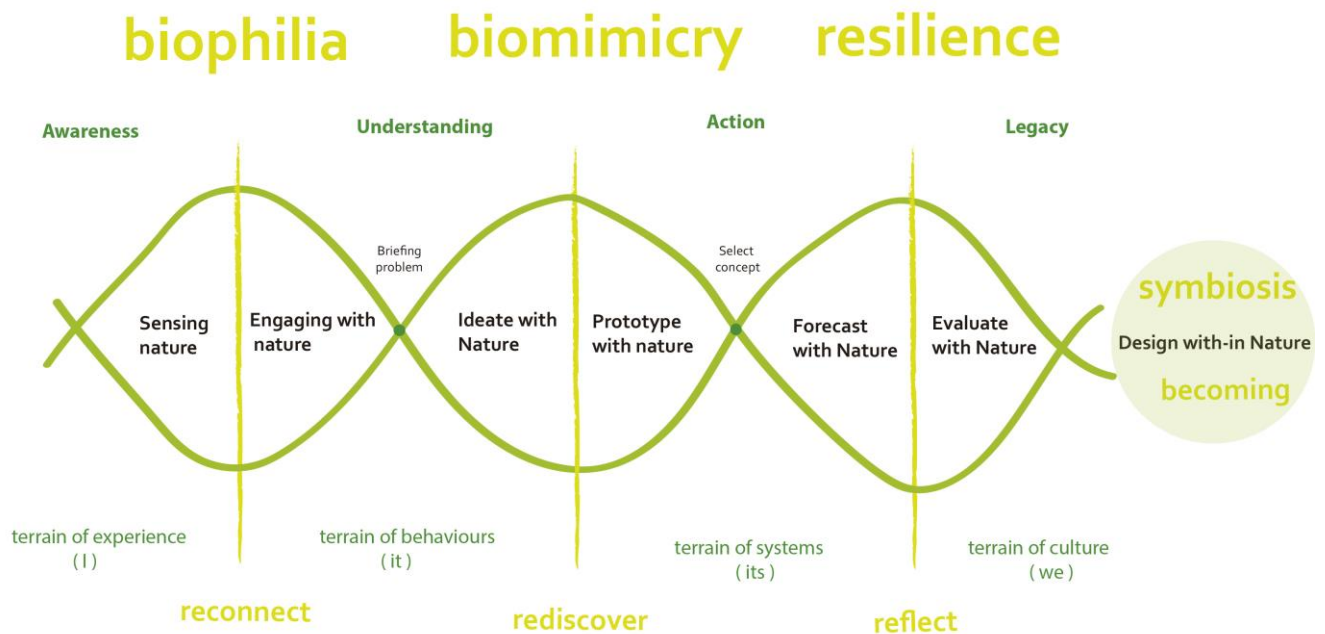 biophilia biomimicry resilience
Awareness Understanding Action Legacy
Briefing
problem
Select
concept
Sensing
nature
Engaging with
nature
Ideate with
Nature
Prototype
with nature
Forecast
with Nature
Evaluate
with Nature
symbiosis
Design with-in Nature
becoming
terrain of experience
( I )
terrain of behaviours
( it )
terrain of systems
( its )
terrain of culture
( we )
reconnect rediscover reflect